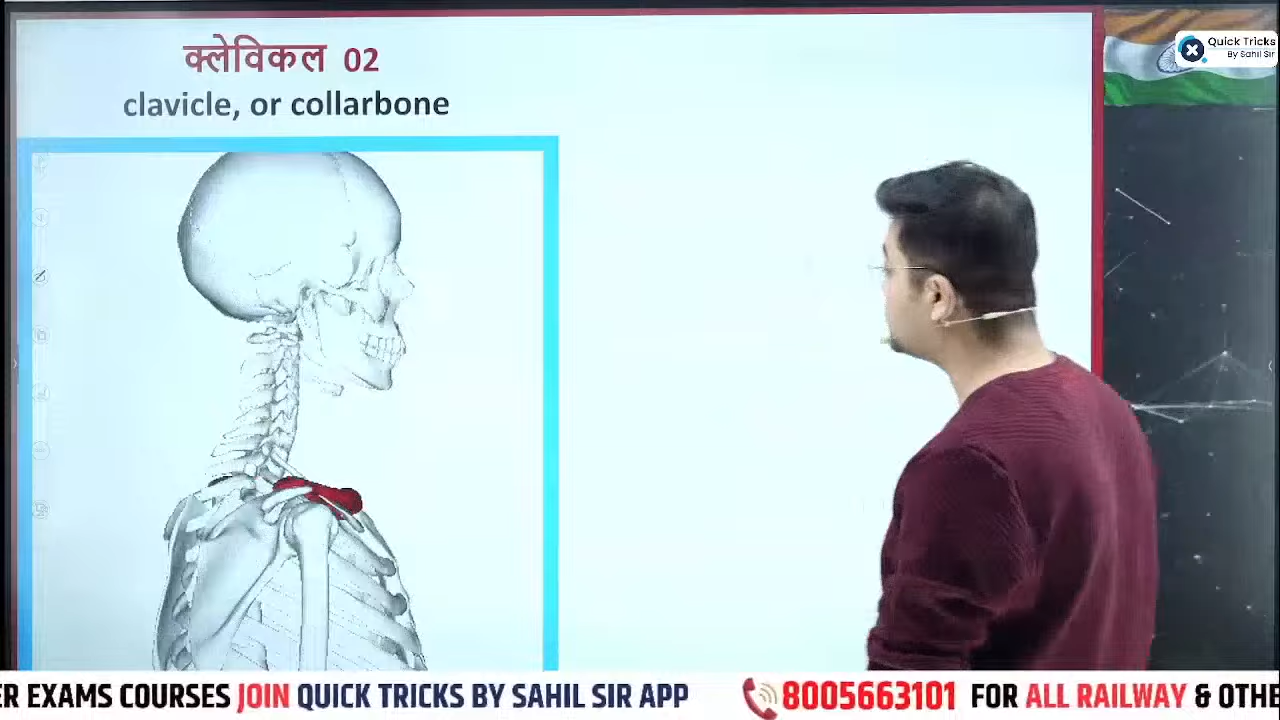 क्लेविकल 02
clavicle, or collarbone
Quick Tricks
By Sahil Sir
ER EXAMS COURSES JOIN QUICK TRICKS BY SAHIL SIR APP 8005663101 FOR ALL RAILWAY & OTHE